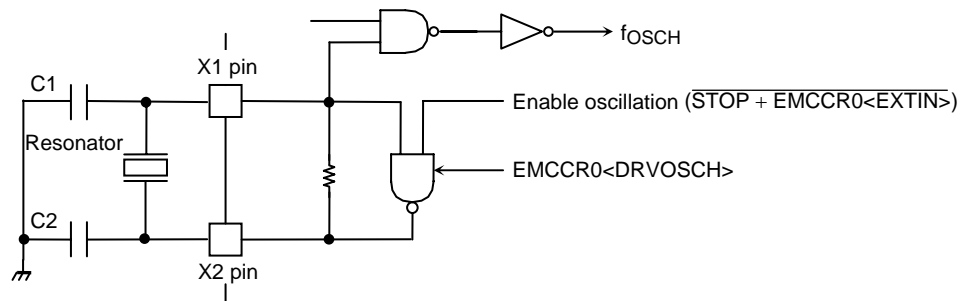 fOSCH
X1 pin
C1
Enable oscillation (STOP + EMCCR0<EXTIN>)
Resonator
EMCCR0<DRVOSCH>
C2
X2 pin